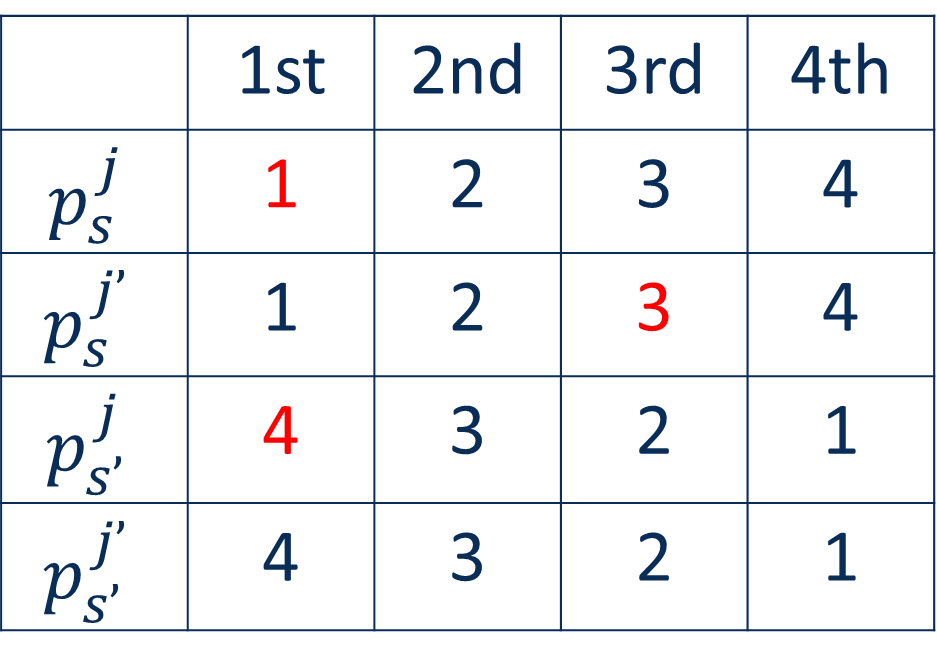 1st 2nd 3rd 4th
p_s^j 1 2 3 4
p_s^j’ 1 2 3 4
p_s’^j 4 3 2 1
p_s’^j’ 4 3 2 1